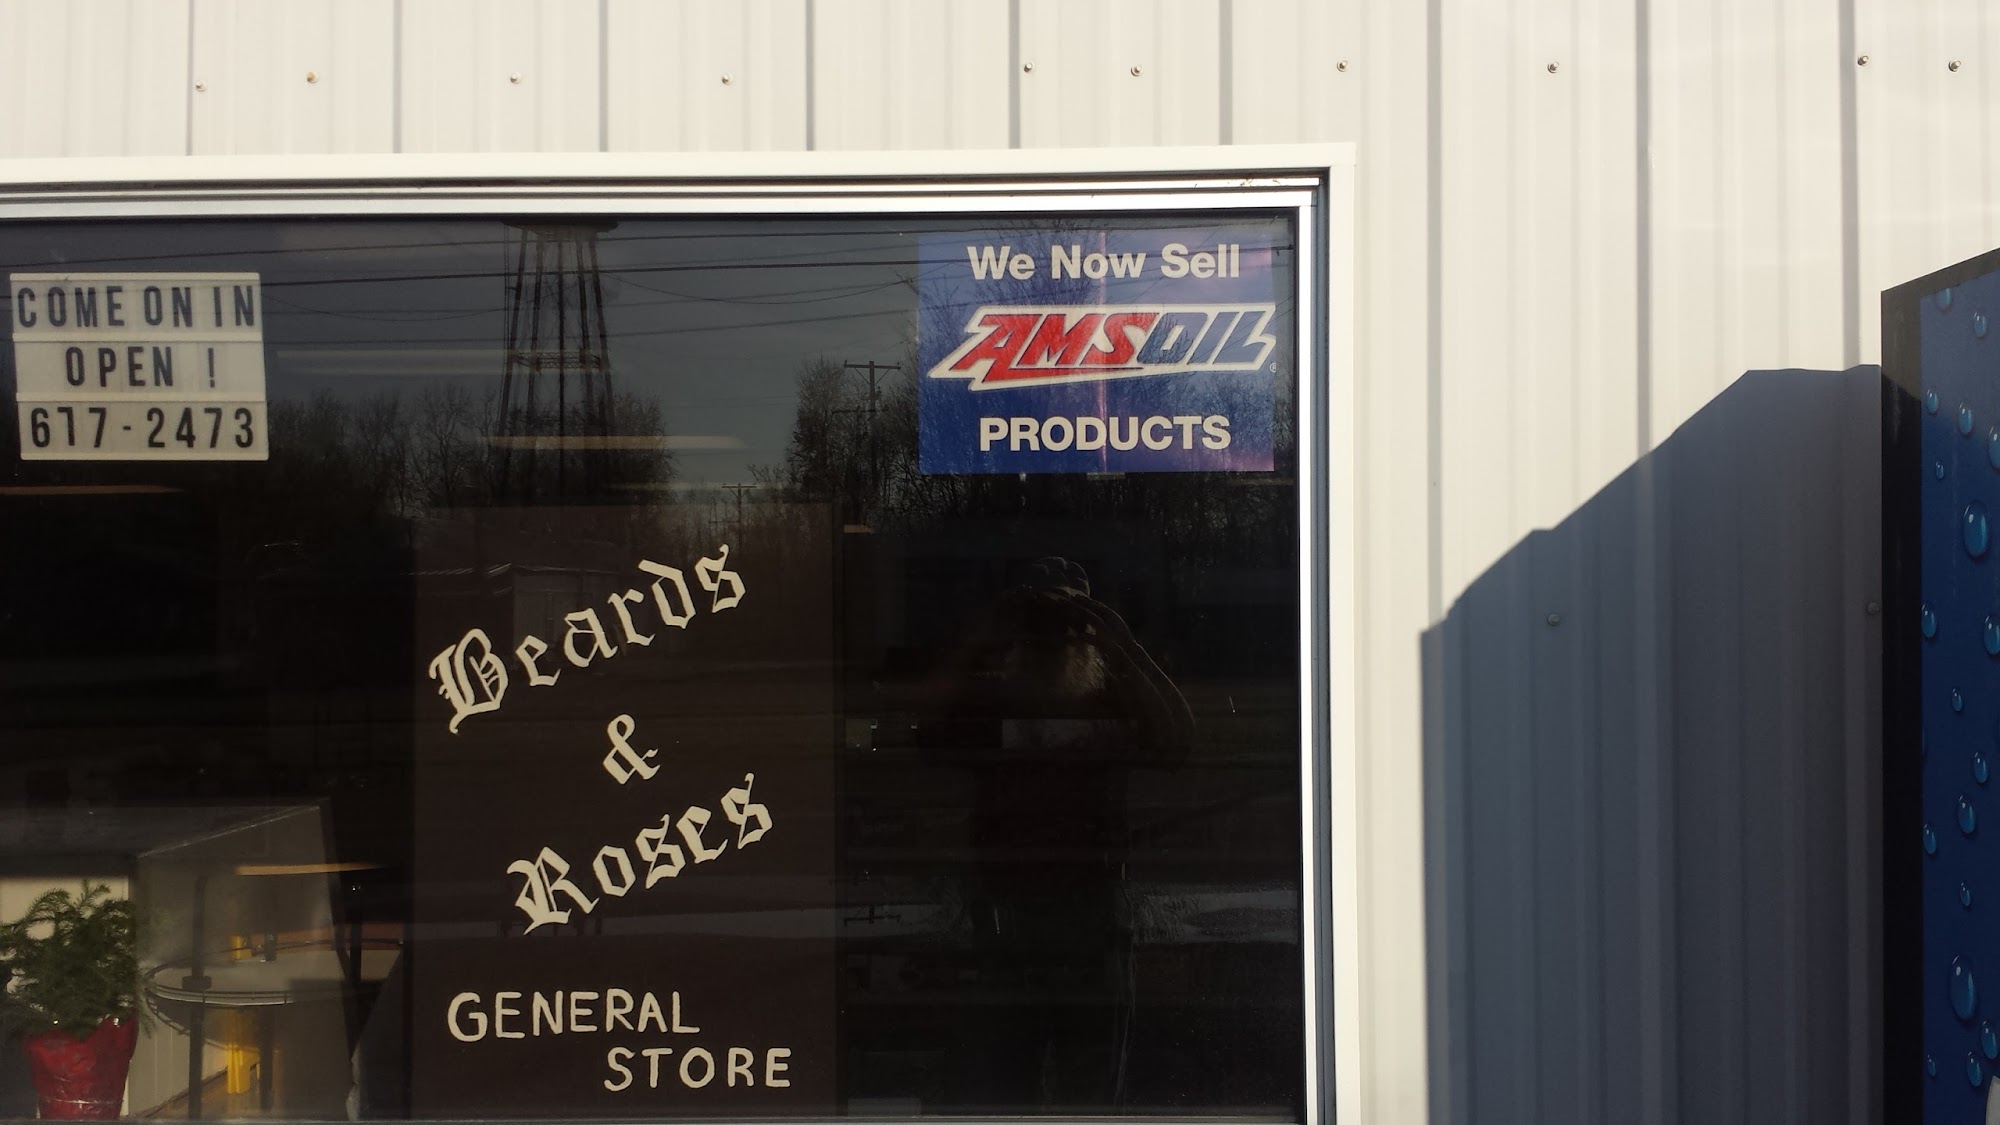 COME ON IN
OPEN !
617-2473
We Now Sell
AMSOIL®
PRODUCTS
Beards
&
Roses
GENERAL
STORE